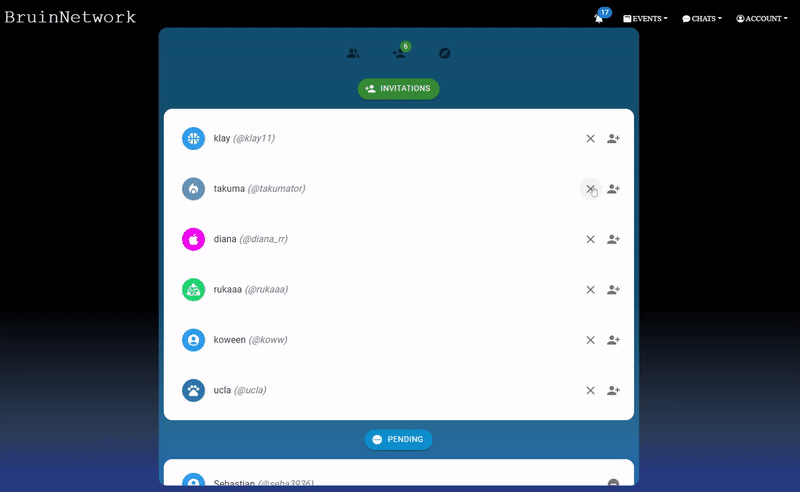 BruinNetwork
17
EVENTS
CHATS
ACCOUNT
6
INVITATIONS
klay (@klay11)
takuma (@takumator)
diana (@diana_rr)
rukaaa (@rukaaa)
koween (@koww)
ucla (@ucla)
PENDING
Sebastian (@seba3936)